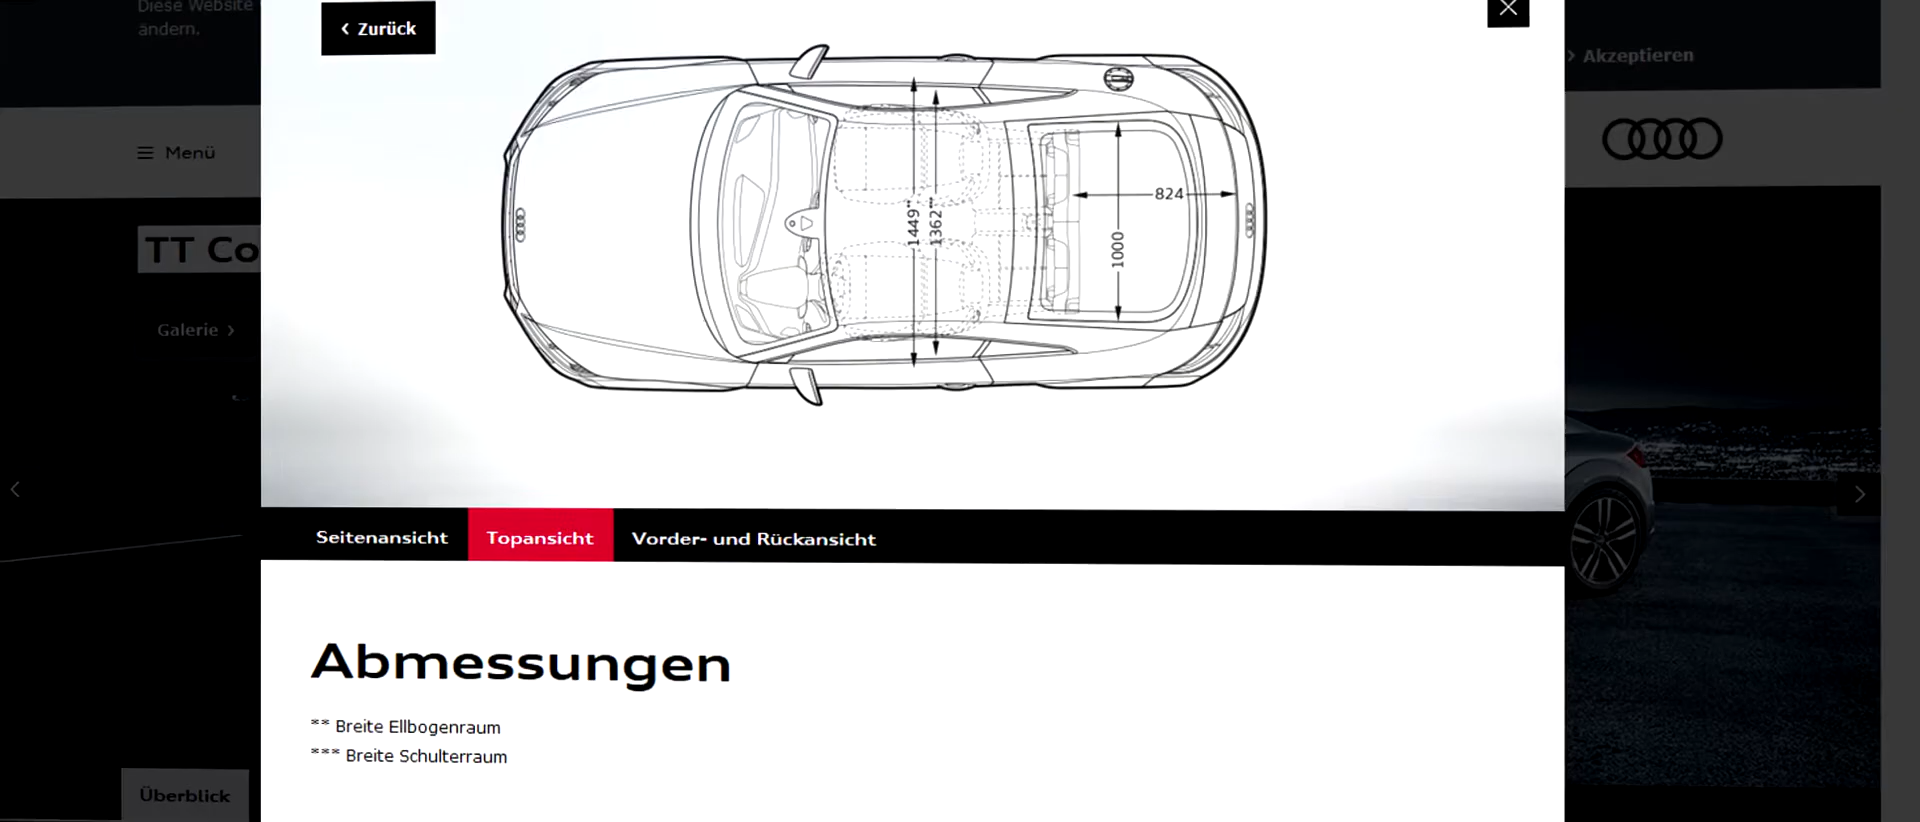 Diese Website
ändern.
Zurück
Akzeptieren
Menü
TT Co
Galerie
1449**
1362***
824
1000
Seitenansicht
Topansicht
Vorder- und Rückansicht
Abmessungen
** Breite Ellbogenraum
*** Breite Schulterraum
Überblick